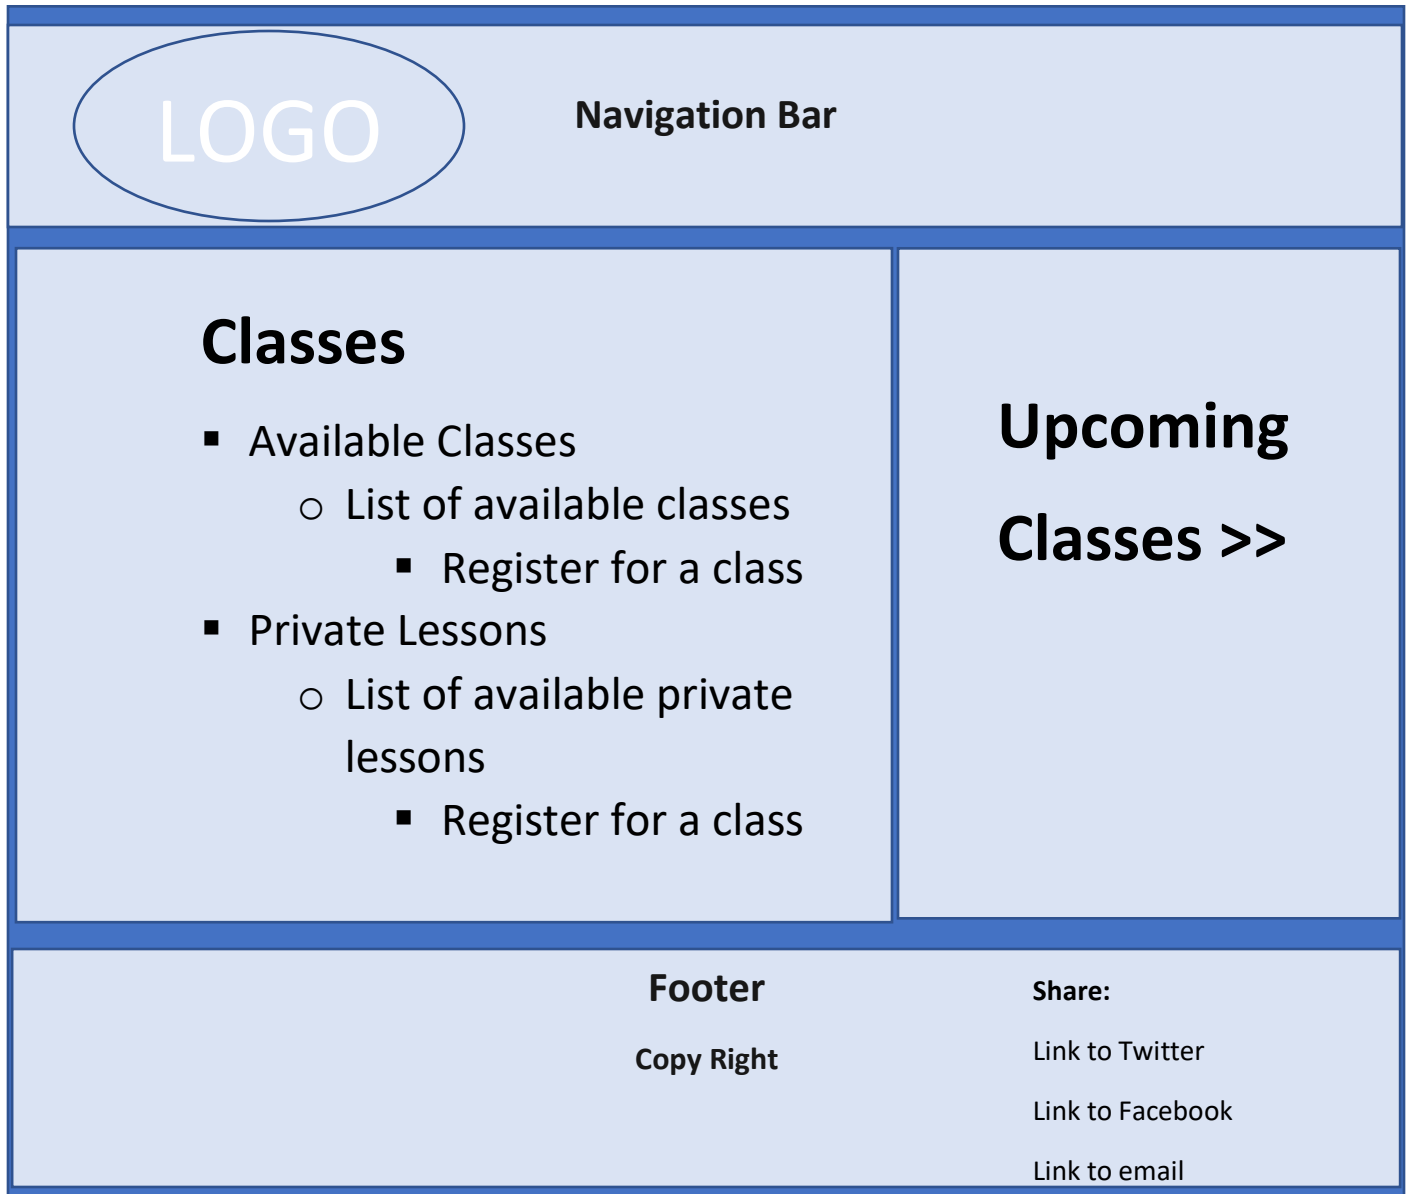 LOGO
Navigation Bar
Classes
▪ Available Classes
o List of available classes
▪ Register for a class
▪ Private Lessons
o List of available private
lessons
▪ Register for a class
Upcoming
Classes >>
Footer
Copy Right
Share:
Link to Twitter
Link to Facebook
Link to email